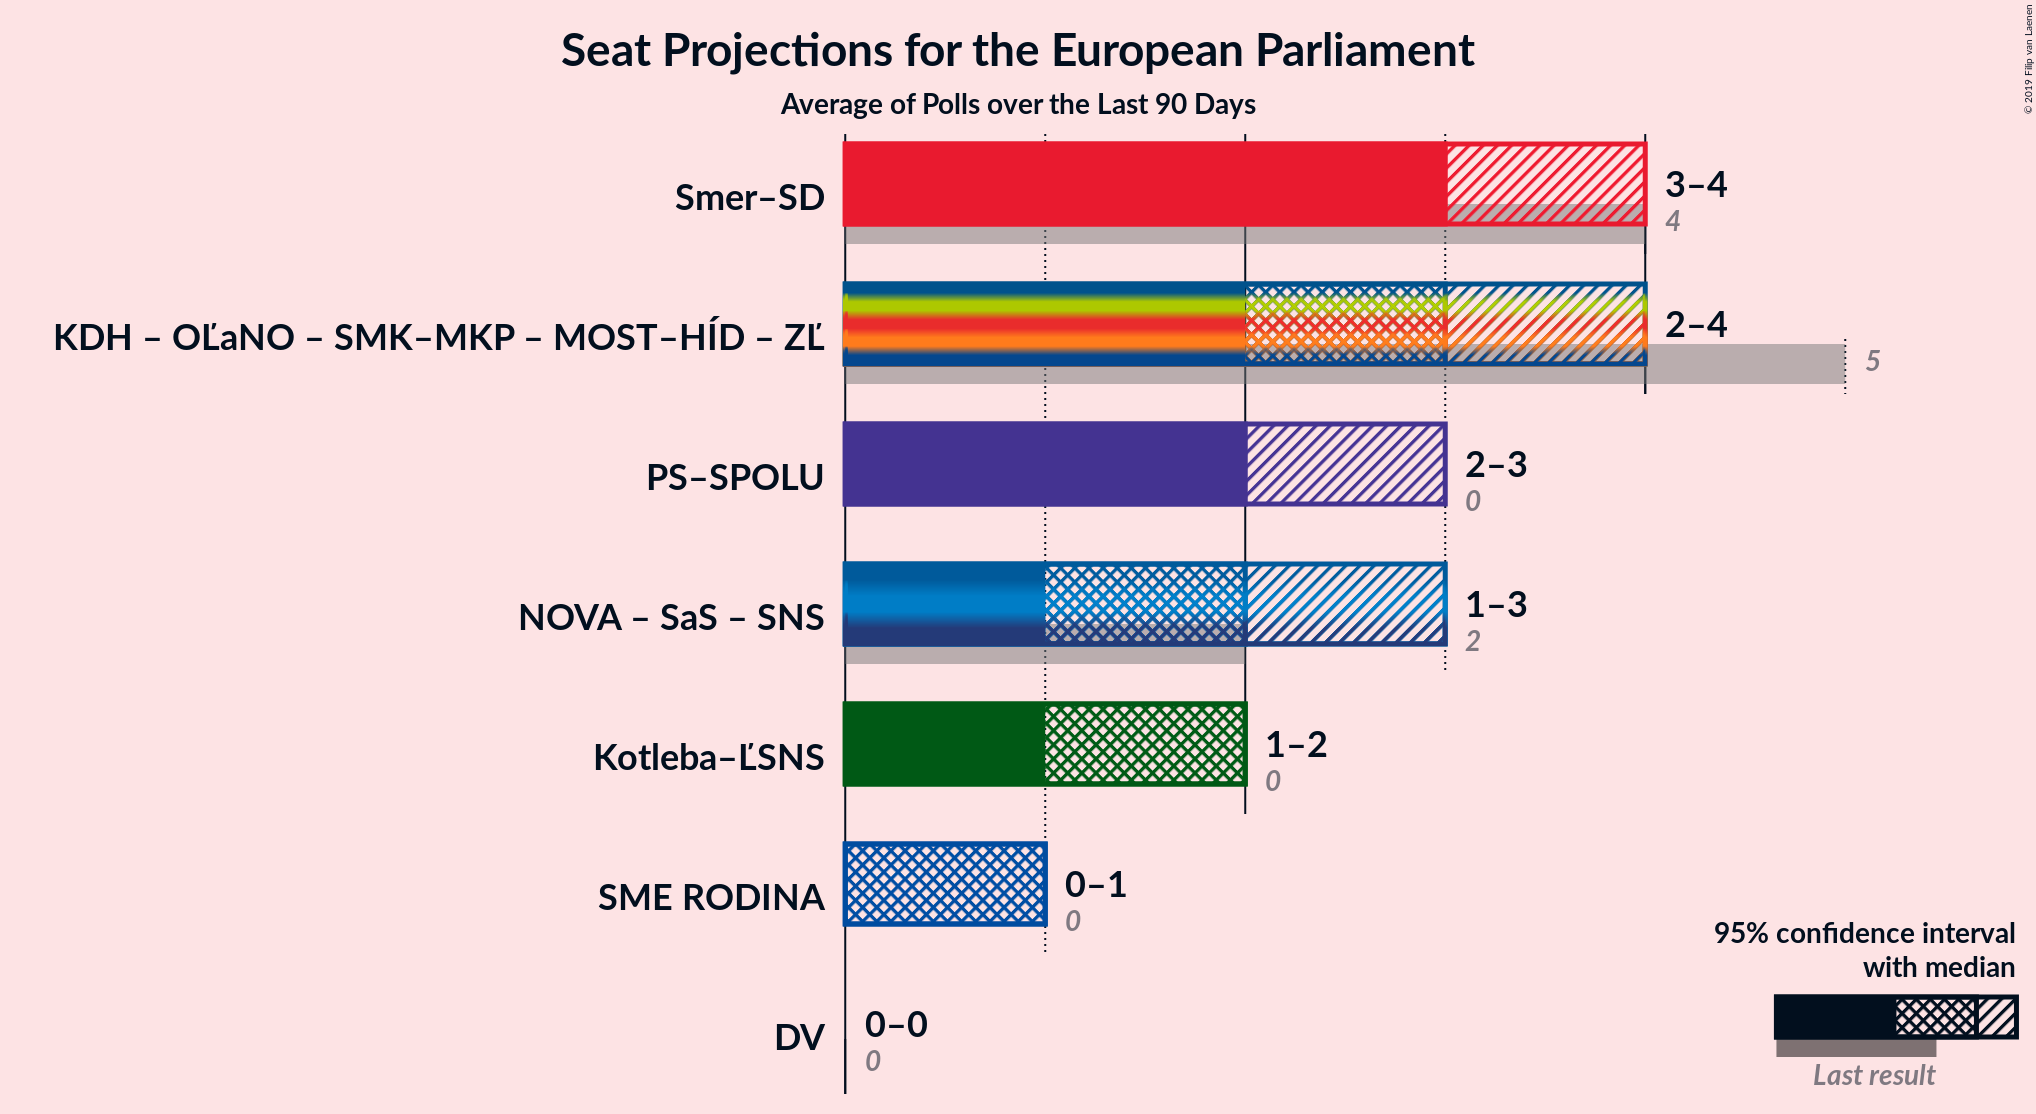 Seat Projections for the European Parliament
Average of Polls over the Last 90 Days
© 2019 Filip van Laenen
Smer–SD
3–4
4
KDH – OĽaNO – SMK–MKP – MOST–HÍD – ZĽ
2–4
5
PS–SPOLU
2–3
0
NOVA – SaS – SNS
1–3
2
Kotleba–ĽSNS
1–2
0
SME RODINA
0–1
0
DV
0–0
0
95% confidence interval
with median
Last result